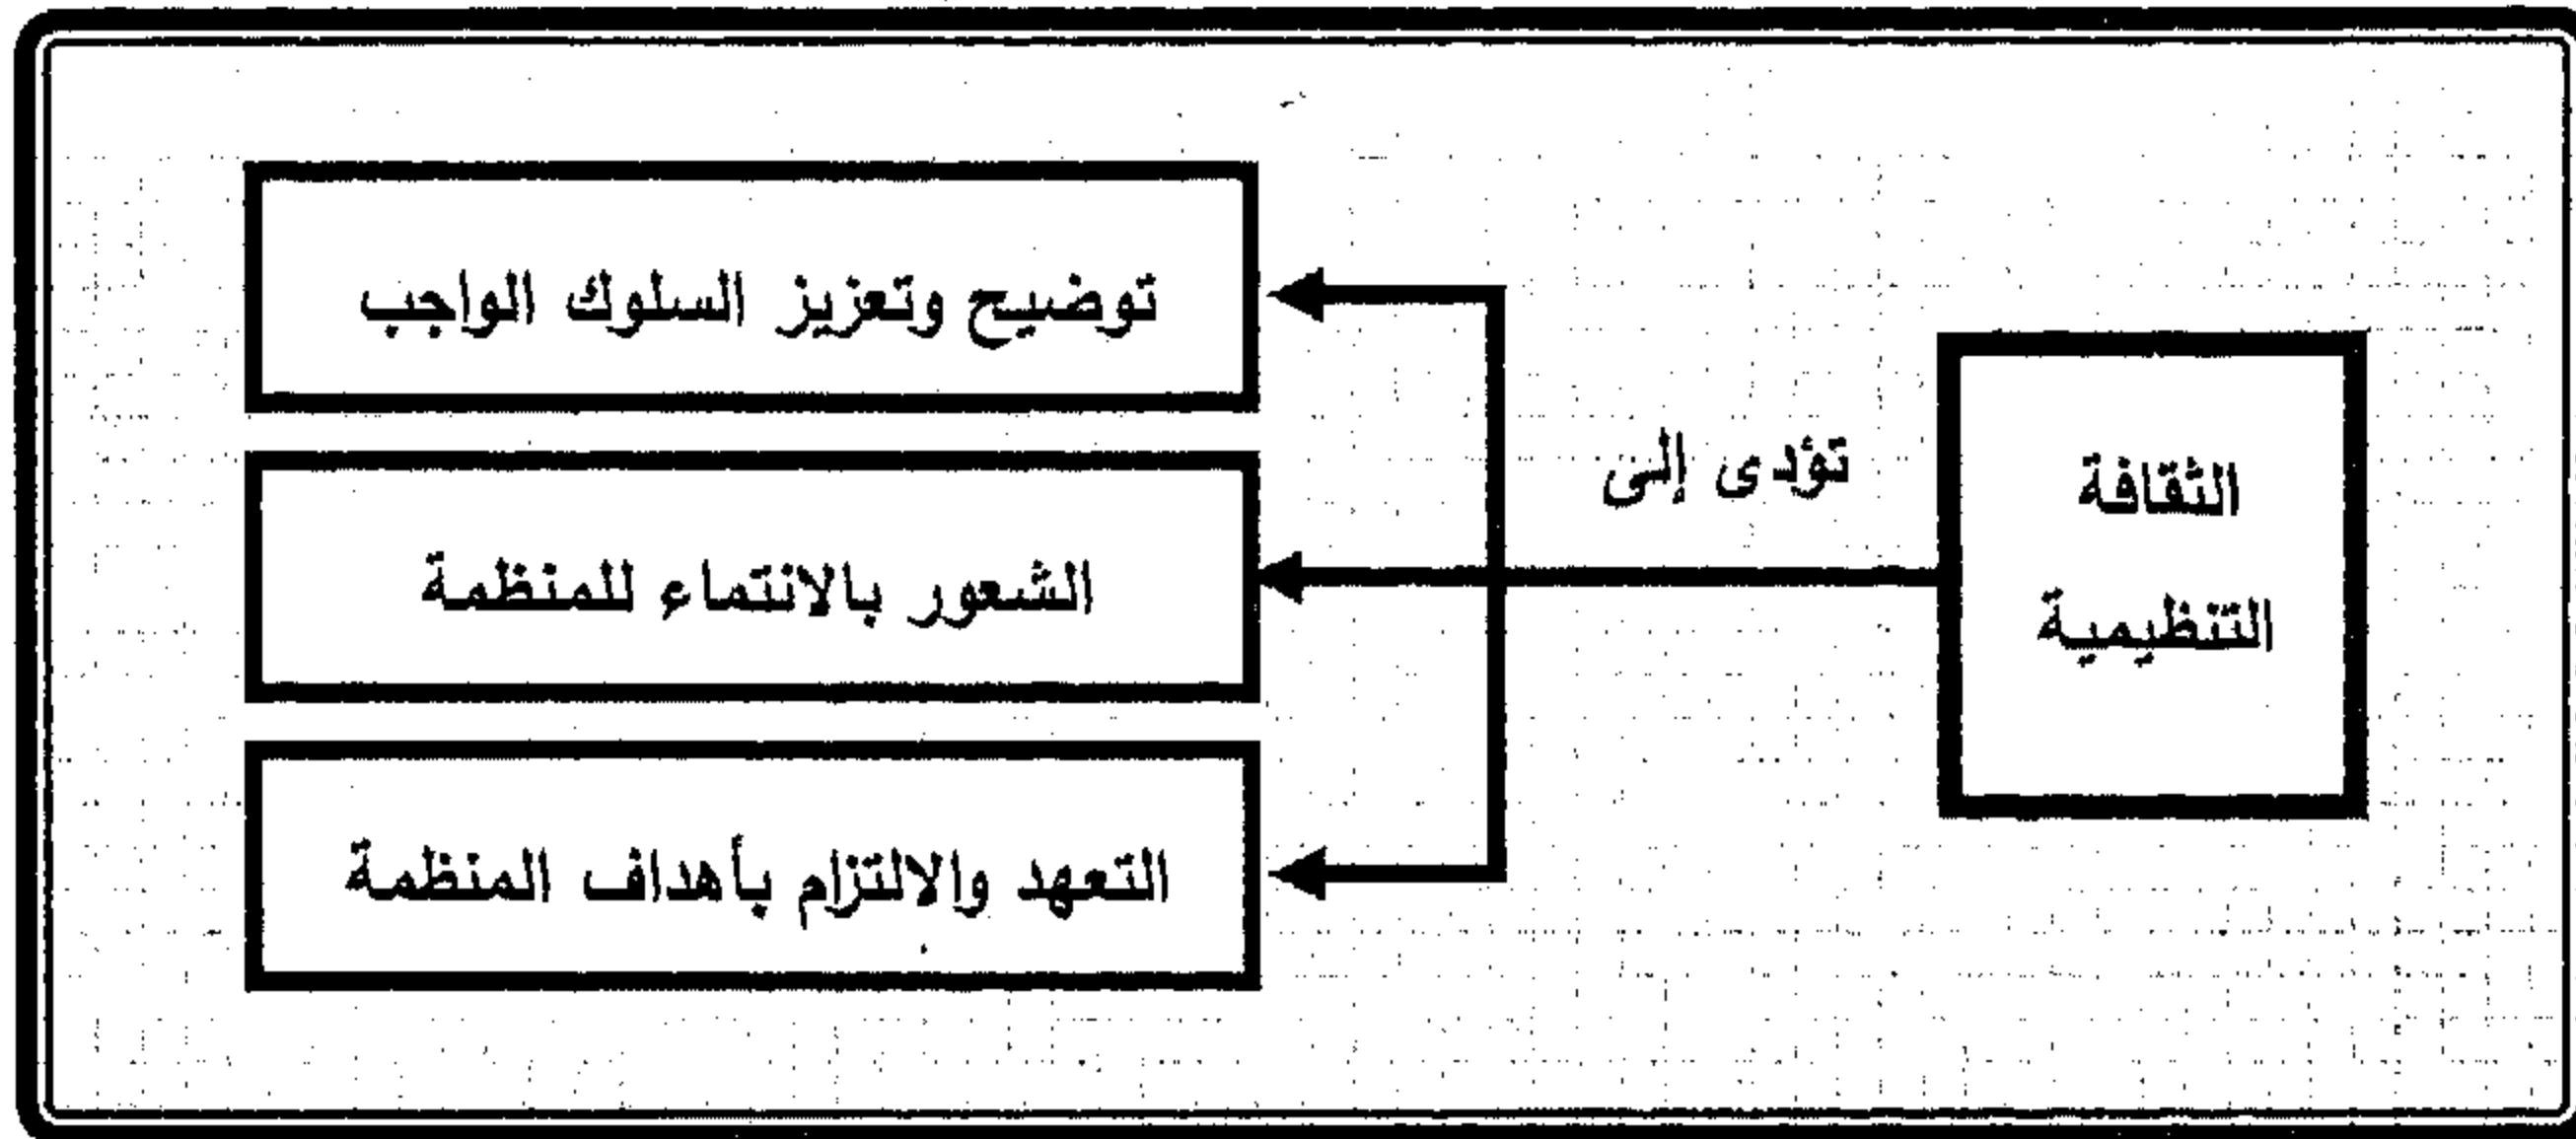 الثقافة
التنظيمية
تؤدى إلى
توضيح وتعزيز السلوك الواجب
الشعور بالانتماء للمنظمة
التعهد والالتزام بأهداف المنظمة